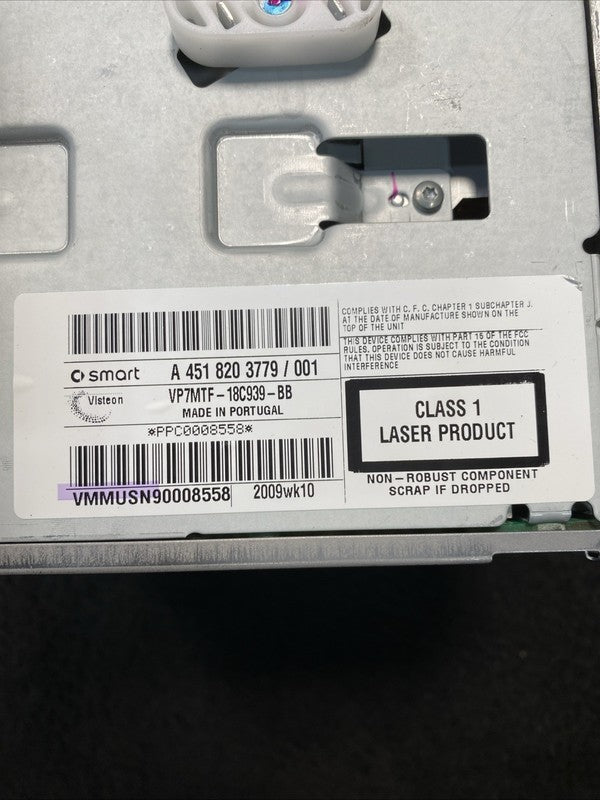 COMPLIES WITH C. F. C. CHAPTER 1 SUBCHAPTER J.
AT THE DATE OF MANUFACTURE SHOWN ON THE
TOP OF THE UNIT
THIS DEVICE COMPLIES WITH PART 15 OF THE FCC
RULES. OPERATION IS SUBJECT TO THE CONDITION
THAT THIS DEVICE DOES NOT CAUSE HARMFUL
INTERFERENCE
smart A 451 820 3779 / 001
Visteon VP7MTF-18C939-BB
MADE IN PORTUGAL
*PPC0008558*
VMMUSN90008558 2009wk10
CLASS 1
LASER PRODUCT
NON-ROBUST COMPONENT
SCRAP IF DROPPED